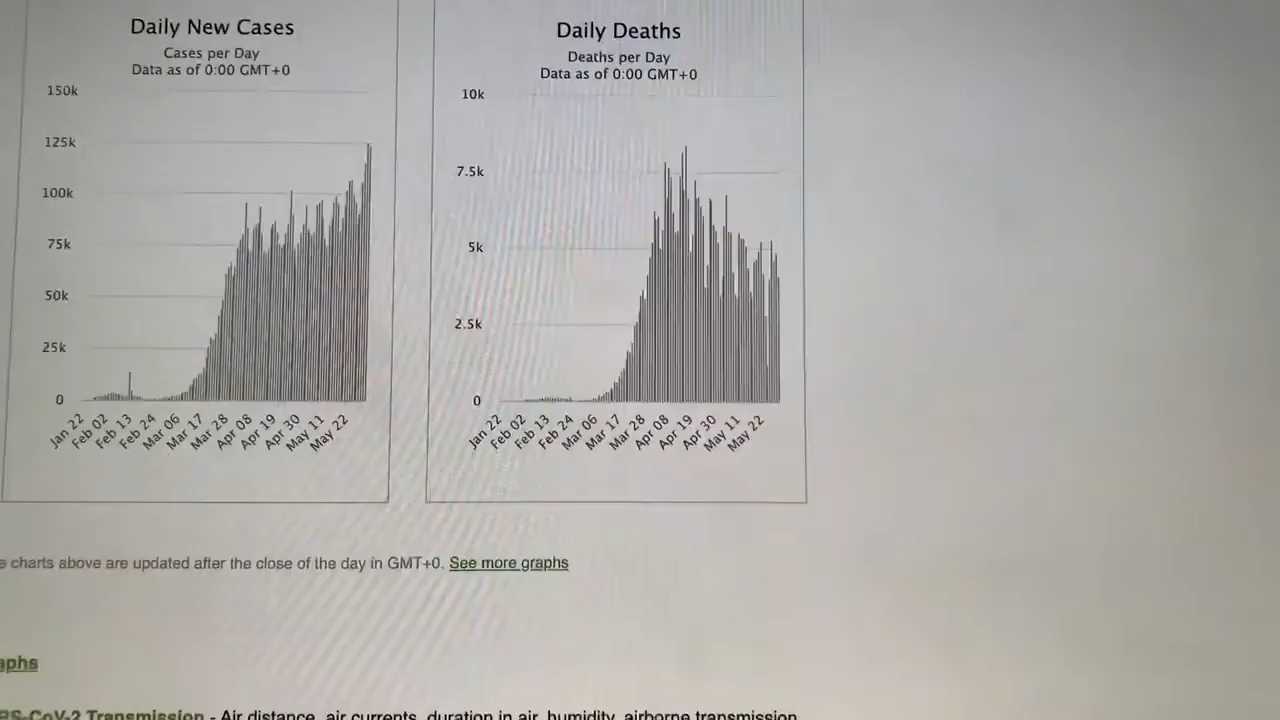 Daily New Cases
Cases per Day
Data as of 0:00 GMT+0
150k
125k
100k
75k
50k
25k
0
Jan 22
Feb 02
Feb 13
Feb 24
Mar 06
Mar 17
Mar 28
Apr 08
Apr 19
Apr 30
May 11
May 22
Daily Deaths
Deaths per Day
Data as of 0:00 GMT+0
10k
7.5k
5k
2.5k
0
Jan 22
Feb 02
Feb 13
Feb 24
Mar 06
Mar 17
Mar 28
Apr 08
Apr 19
Apr 30
May 11
May 22
e charts above are updated after the close of the day in GMT+0. See more graphs
aphs
RS-CoV-2 Transmission - Air distance, air currents, duration in air, humidity, airborne transmission